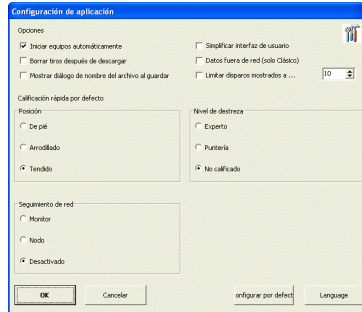 Configuración de aplicación
Opciones
Iniciar equipos automáticamente
Simplificar interfaz de usuario
Borrar tiros después de descargar
Datos fuera de red (solo Clásico)
Mostrar diálogo de nombre del archivo al guardar
Limitar disparos mostrados a ...
10
Calificación rápida por defecto
Posición
Nivel de destreza
De pié
Experto
Arrodillado
Puntería
Tendido
No calificado
Seguimiento de red
Monitor
Nodo
Desactivado
OK
Cancelar
onfigurar por defect
Language